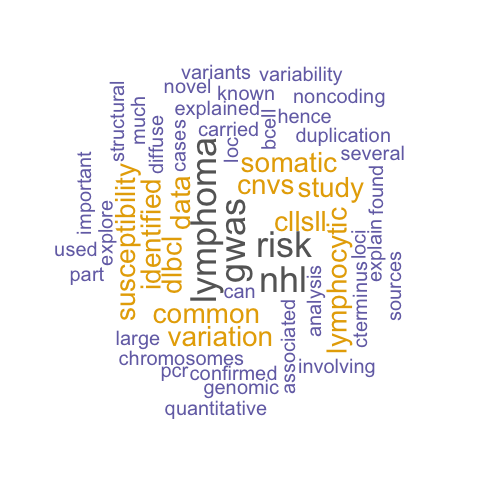 variants
variability
novel
known
noncoding
structural
much
explained
hence
diffuse
cases
carried
loc
bcell
duplication
several
lymphoma
somatic
important
susceptibility
identified
data
gwas
cnvs
study
found
explore
dlbcl
cllsll
lymphocytic
explain
loci
used
risk
part
nhl
can
analysis
cterminus
sources
common
associated
large
variation
chromosomes
involving
pcr
confirmed
genomic
quantitative